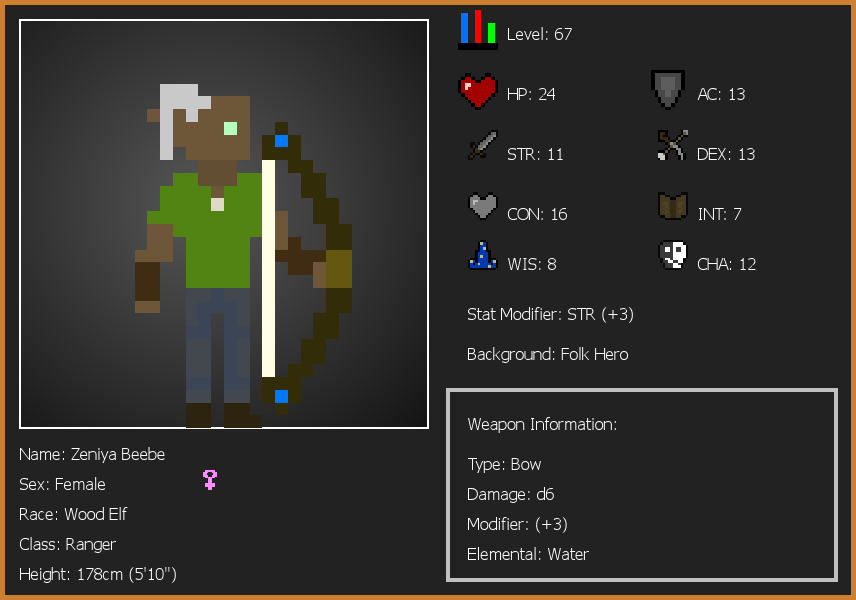 Level: 67
HP: 24
AC: 13
STR: 11
DEX: 13
CON: 16
INT: 7
WIS: 8
CHA: 12
Stat Modifier: STR (+3)
Background: Folk Hero
Weapon Information:
Type: Bow
Damage: d6
Modifier: (+3)
Elemental: Water
Name: Zeniya Beebe
Sex: Female
Race: Wood Elf
Class: Ranger
Height: 178cm (5'10")